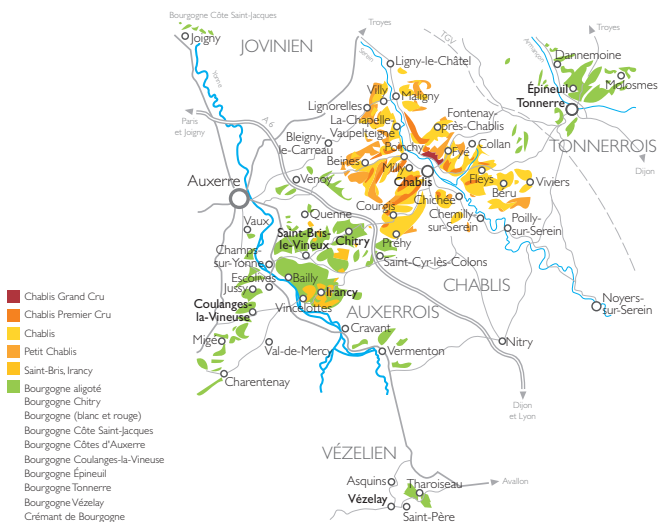 Bourgogne Côte Saint-Jacques
Joigny
JOVINIEN
Troyes
Serein
TGV
Armançon
Troyes
Yonne
Ligny-le-Châtel
Dannemoine
Molosmes
Épineuil
Tonnerre
Villy
Maligny
Lignorelles
La-Chapelle-
Vaupelteigne
Fontenay-
près-Chablis
Paris
et Joigny
A 6
Bleigny-
le-Carreau
Collan
TONNERROIS
Poinchy
Fyé
Beines
Milly
Dijon
Venoy
Chablis
Fleys
Viviers
Béru
Auxerre
Chichée
Courgis
Chemilly-
sur-Serein
Poilly-
sur-Serein
Quenne
Vaux
Saint-Bris-
le-Vineux
Chitry
Préhy
Champs-
sur-Yonne
Saint-Cyr-lès-Colons
Escolives
Bailly
CHABLIS
Jussy
Irancy
Noyers-
sur-Serein
Coulanges-
la-Vineuse
Vincelottes
AUXERROIS
Cravant
Migé
Val-de-Mercy
Vermenton
Nitry
Charentenay
Dijon
et Lyon
VÉZELIEN
Asquins
Tharoiseau
Avallon
Vézelay
Saint-Père
Chablis Grand Cru
Chablis Premier Cru
Chablis
Petit Chablis
Saint-Bris, Irancy
Bourgogne aligoté
Bourgogne Chitry
Bourgogne (blanc et rouge)
Bourgogne Côte Saint-Jacques
Bourgogne Côtes d'Auxerre
Bourgogne Coulanges-la-Vineuse
Bourgogne Épineuil
Bourgogne Tonnerre
Bourgogne Vézelay
Crémant de Bourgogne